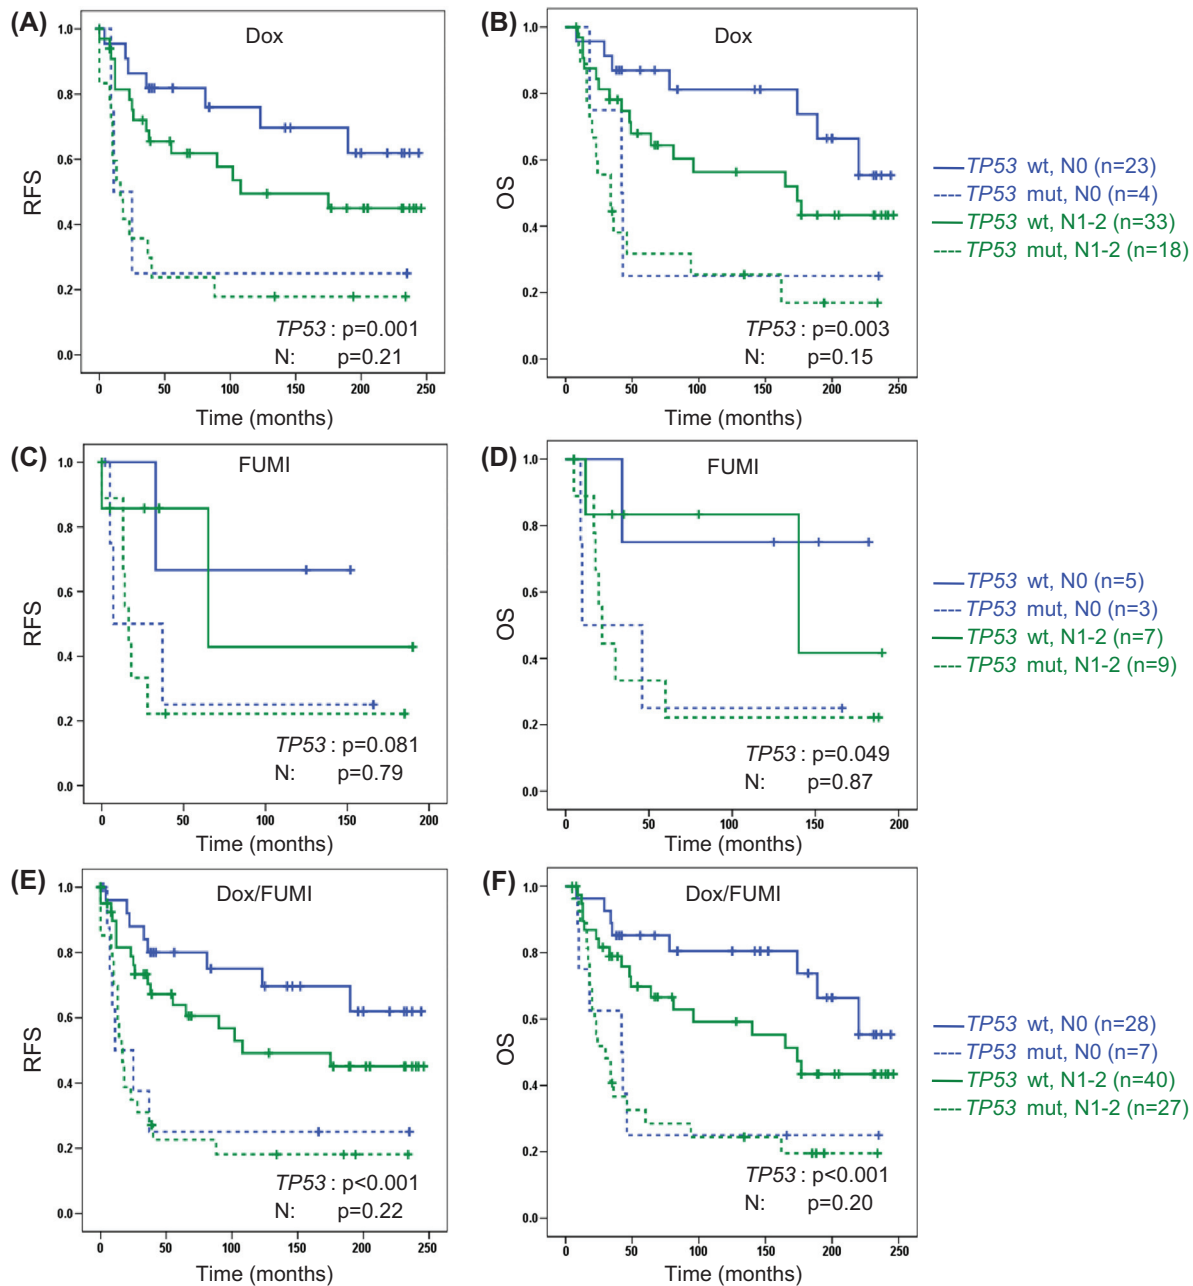 (A)
Dox
1.0
0.8
0.6
0.4
0.2
0.0
RFS
TP53 : p=0.001
N: p=0.21
0 50 100 150 200 250
Time (months)
(B)
Dox
1.0
0.8
0.6
0.4
0.2
0.0
OS
TP53 : p=0.003
N: p=0.15
0 50 100 150 200 250
Time (months)
TP53 wt, N0 (n=23)
TP53 mut, N0 (n=4)
TP53 wt, N1-2 (n=33)
TP53 mut, N1-2 (n=18)
(C)
FUMI
1.0
0.8
0.6
0.4
0.2
0.0
RFS
TP53 : p=0.081
N: p=0.79
0 50 100 150 200
Time (months)
(D)
FUMI
1.0
0.8
0.6
0.4
0.2
0.0
OS
TP53 : p=0.049
N: p=0.87
0 50 100 150 200
Time (months)
TP53 wt, N0 (n=5)
TP53 mut, N0 (n=3)
TP53 wt, N1-2 (n=7)
TP53 mut, N1-2 (n=9)
(E)
Dox/FUMI
1.0
0.8
0.6
0.4
0.2
0.0
RFS
TP53 : p<0.001
N: p=0.22
0 50 100 150 200 250
Time (months)
(F)
Dox/FUMI
1.0
0.8
0.6
0.4
0.2
0.0
OS
TP53 : p<0.001
N: p=0.20
0 50 100 150 200 250
Time (months)
TP53 wt, N0 (n=28)
TP53 mut, N0 (n=7)
TP53 wt, N1-2 (n=40)
TP53 mut, N1-2 (n=27)